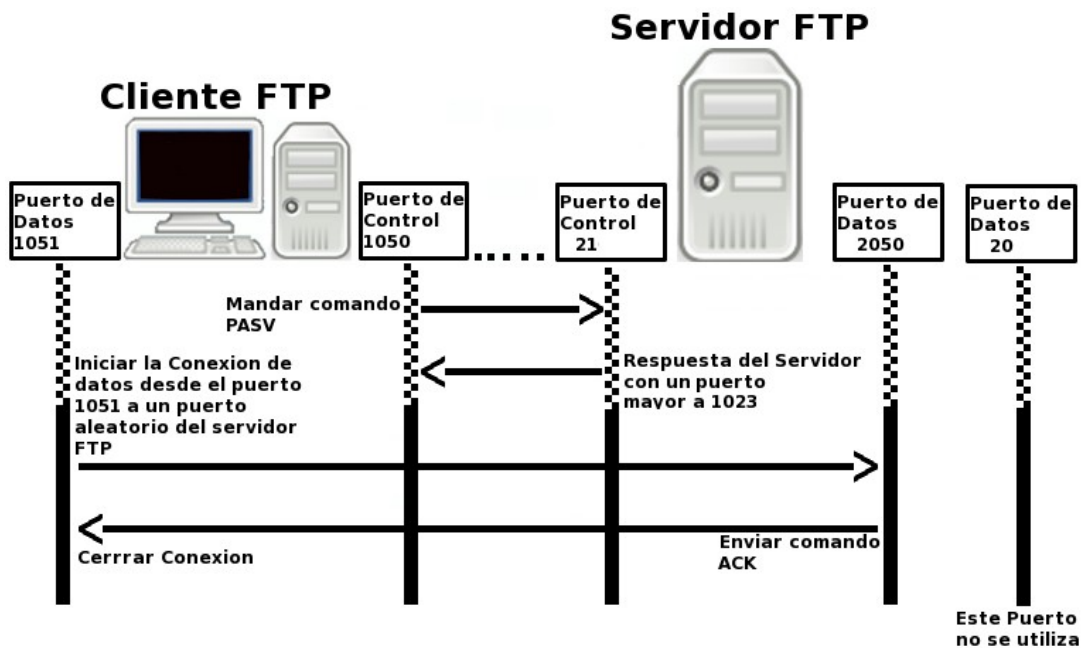 Servidor FTP
Cliente FTP
Puerto de
Datos
1051
Puerto de
Control
1050
Puerto de
Control
21
Puerto de
Datos
2050
Puerto de
Datos
20
Mandar comando
PASV
Iniciar la Conexion de
datos desde el puerto
1051 a un puerto
aleatorio del servidor
FTP
Respuesta del Servidor
con un puerto
mayor a 1023
Cerrrar Conexion
Enviar comando
ACK
Este Puerto
no se utiliza